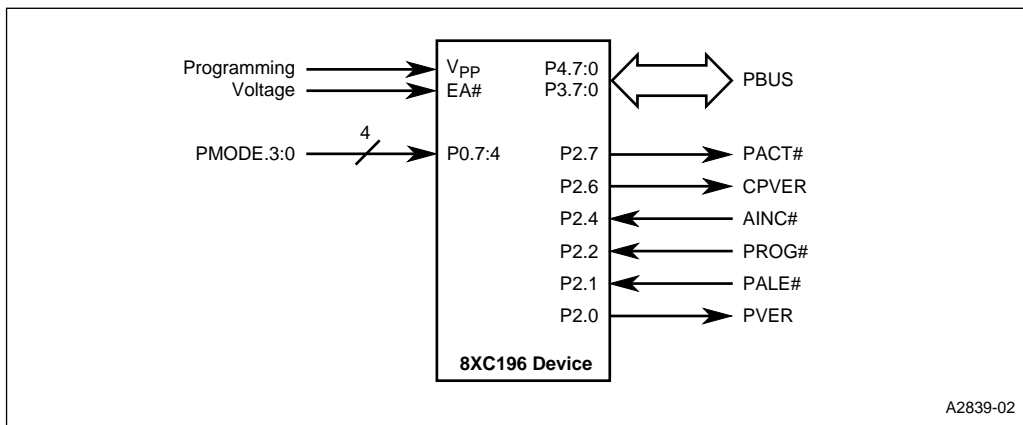 Programming
Voltage
V_PP
EA#
P4.7:0
P3.7:0
PBUS
PMODE.3:0
4
P0.7:4
P2.7
PACT#
P2.6
CPVER
P2.4
AINC#
P2.2
PROG#
P2.1
PALE#
P2.0
PVER
8XC196 Device
A2839-02